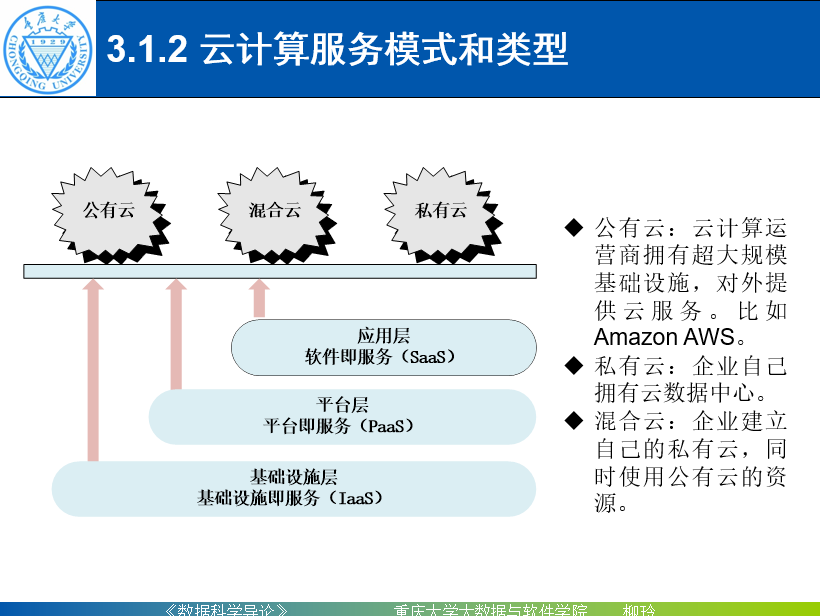 重庆大学
1929
CHONGQING UNIVERSITY
3.1.2 云计算服务模式和类型
公有云
混合云
私有云
应用层
软件即服务（SaaS）
平台层
平台即服务（PaaS）
基础设施层
基础设施即服务（IaaS）
◆ 公有云：云计算运
营商拥有超大规模
基础设施，对外提
供云服务。比如
Amazon AWS。
◆ 私有云：企业自己
拥有云数据中心。
◆ 混合云：企业建立
自己的私有云，同
时使用公有云的资
源。
《数据科学导论》 重庆大学大数据与软件学院 柳玲